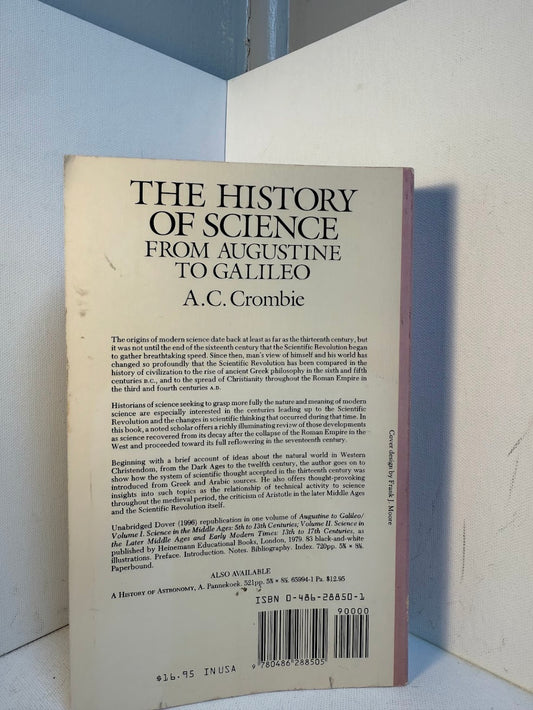 THE HISTORY
OF SCIENCE
FROM AUGUSTINE
TO GALILEO
A.C. Crombie
The origins of modern science date back at least as far as the thirteenth century, but
it was not until the end of the sixteenth century that the Scientific Revolution began
to gather breathtaking speed. Since then, man's view of himself and his world has
changed so profoundly that the Scientific Revolution has been compared in the
history of civilization to the rise of ancient Greek philosophy in the sixth and fifth
centuries B.C., and to the spread of Christianity throughout the Roman Empire in
the third and fourth centuries A.D.
Historians of science seeking to grasp more fully the nature and meaning of modern
science are especially interested in the centuries leading up to the Scientific
Revolution and the changes in scientific thinking that occurred during that time. In
this book, a noted scholar offers a richly illuminating review of those developments
as science recovered from its decay after the collapse of the Roman Empire in the
West and proceeded toward its full reflowering in the seventeenth century.
Beginning with a brief account of ideas about the natural world in Western
Christendom, from the Dark Ages to the twelfth century, the author goes on to
show how the system of scientific thought accepted in the thirteenth century was
introduced from Greek and Arabic sources. He also offers thought-provoking
insights into such topics as the relationship of technical activity to science
throughout the medieval period, the criticism of Aristotle in the later Middle Ages
and the Scientific Revolution itself.
Unabridged Dover (1996) republication in one volume of Augustine to Galileo/
Volume I. Science in the Middle Ages: 5th to 13th Centuries; Volume II. Science in
the Later Middle Ages and Early Modern Times: 13th to 17th Centuries, as
published by Heinemann Educational Books, London, 1979. 83 black-and-white
illustrations. Preface. Introduction. Notes. Bibliography. Index. 720pp. 5⅜ × 8½.
Paperbound.
ALSO AVAILABLE
A HISTORY OF ASTRONOMY, A. Pannekoek. 521pp. 5⅜ × 8½. 65994-1 Pa. $12.95
Cover design by Frank J. Moore
ISBN 0-486-28850-1
90000
9 780486 288505
$16.95 IN USA